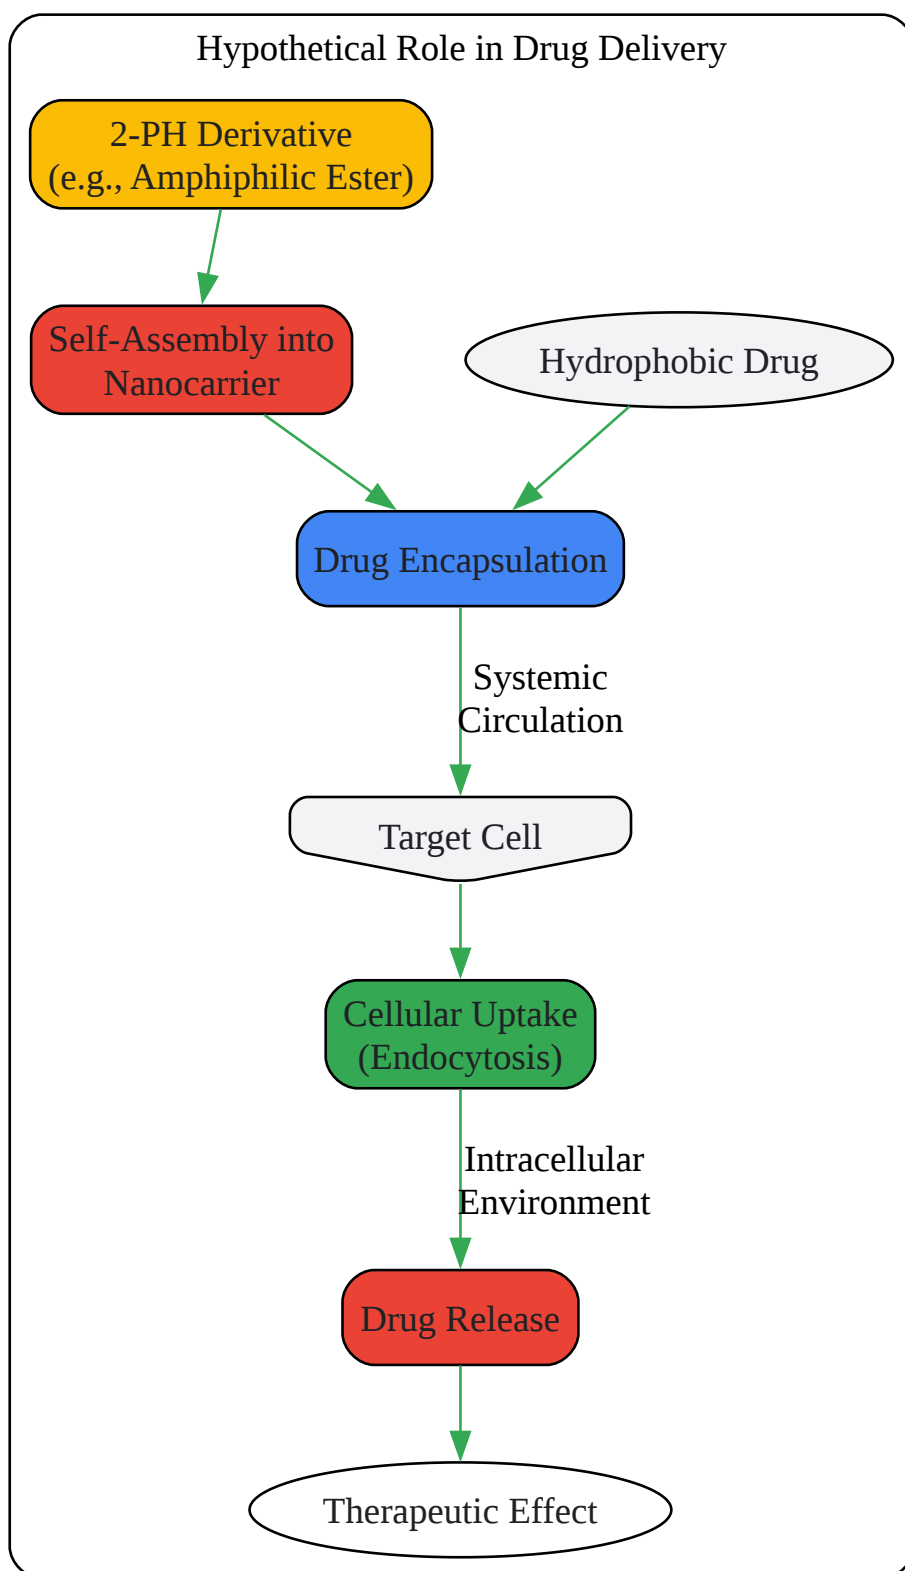 Hypothetical Role in Drug Delivery
2-PH Derivative
(e.g., Amphiphilic Ester)
Self-Assembly into
Nanocarrier
Hydrophobic Drug
Drug Encapsulation
Systemic
Circulation
Target Cell
Cellular Uptake
(Endocytosis)
Intracellular
Environment
Drug Release
Therapeutic Effect